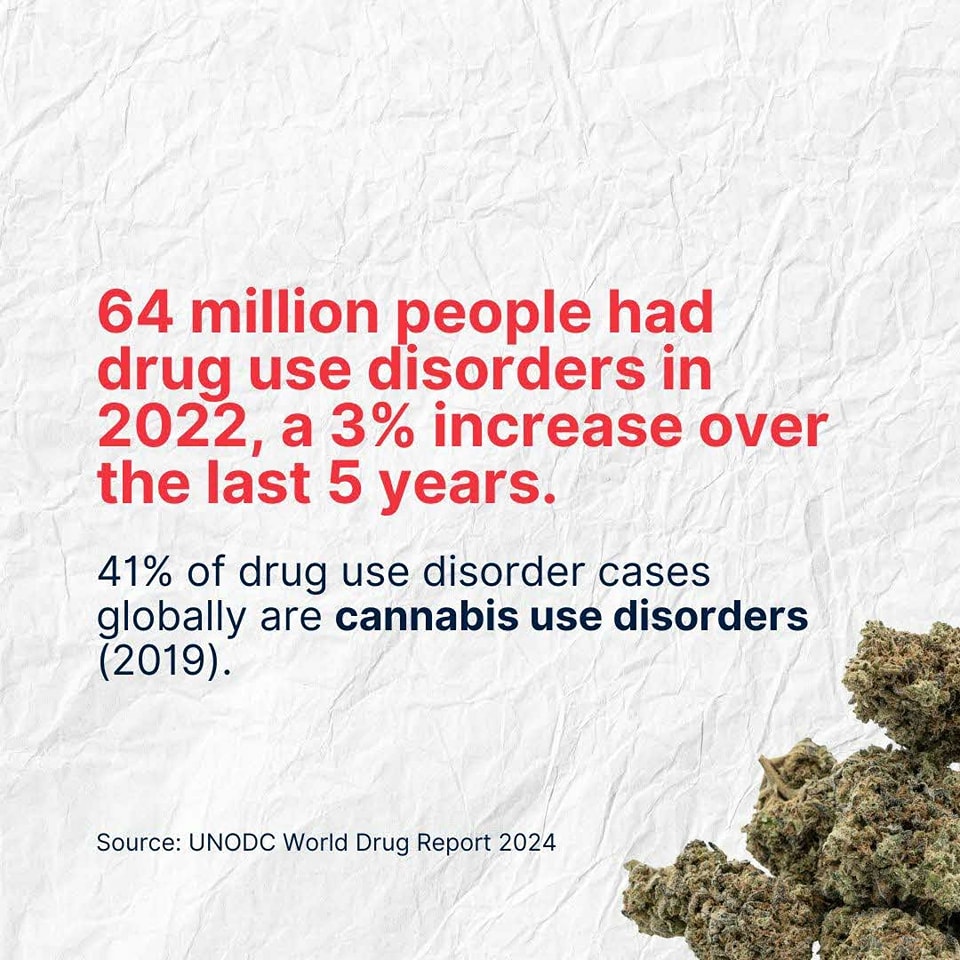 64 million people had
drug use disorders in
2022, a 3% increase over
the last 5 years.
41% of drug use disorder cases
globally are cannabis use disorders
(2019).
Source: UNODC World Drug Report 2024